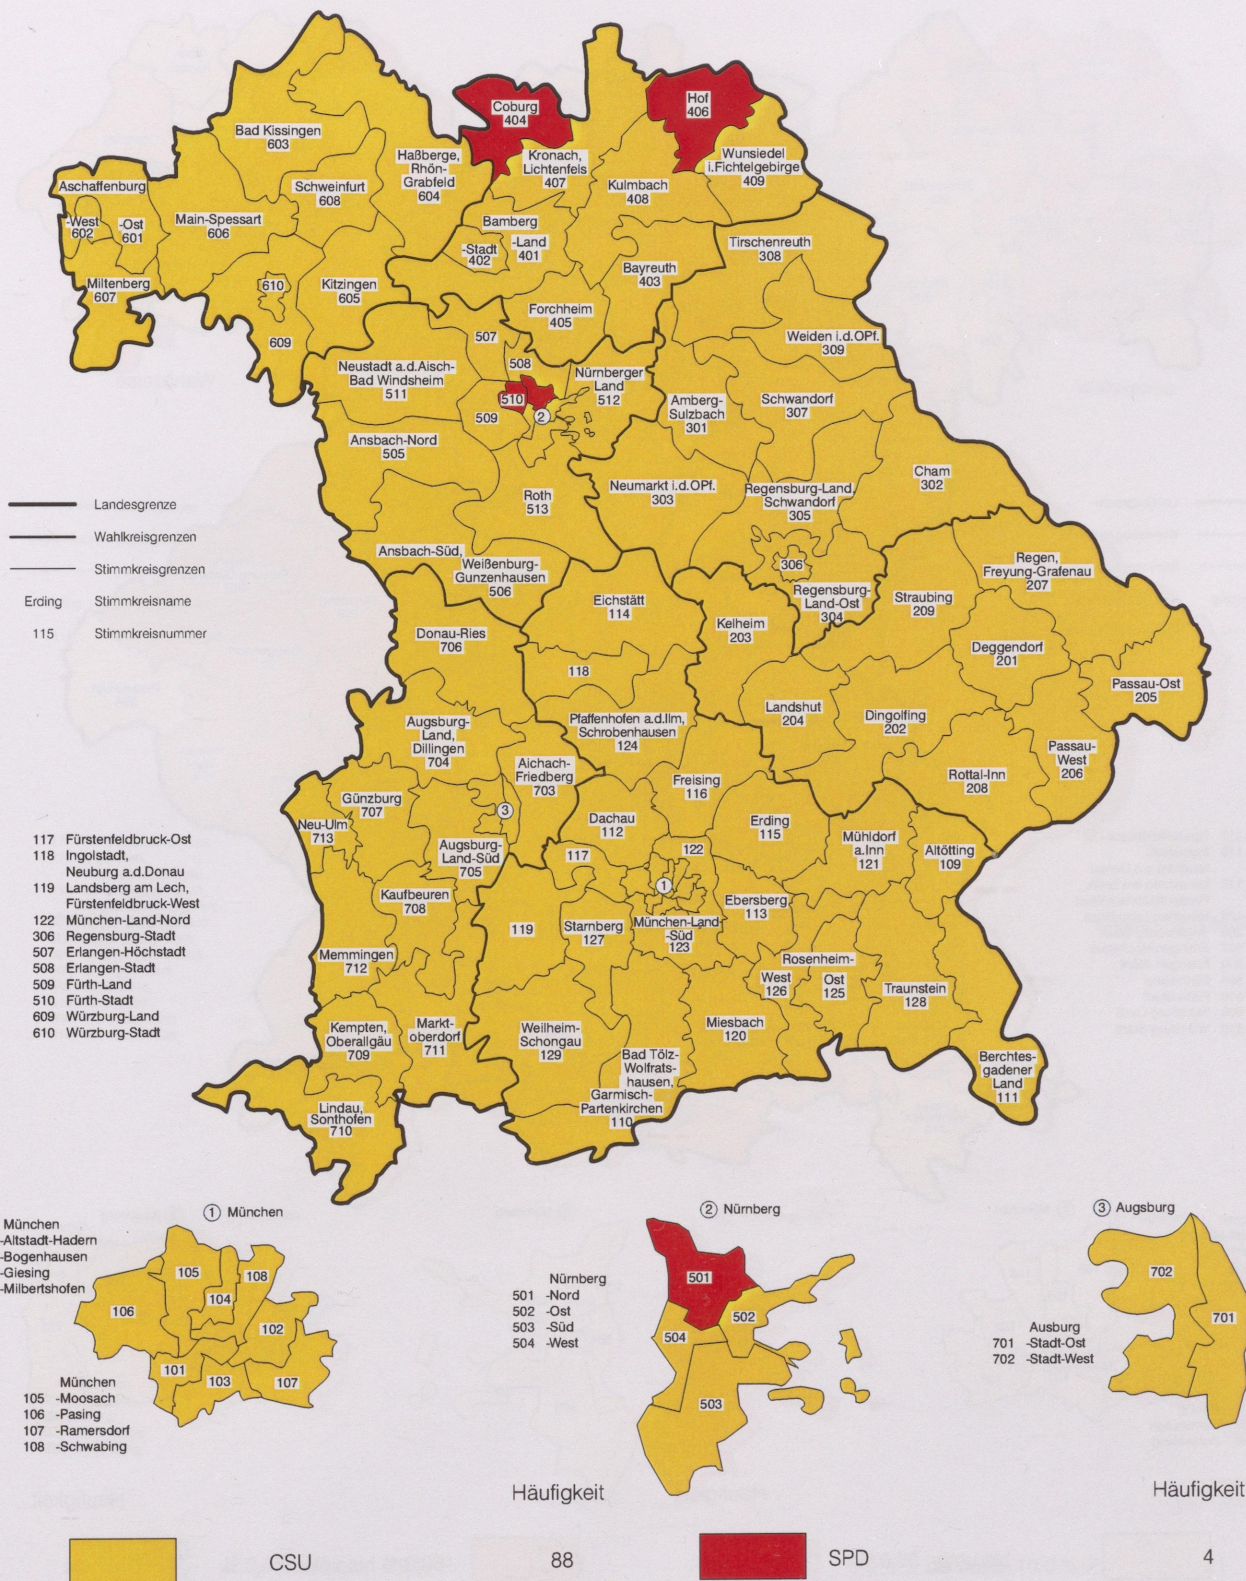 Coburg
404
Hof
406
Bad Kissingen
603
Haßberge,
Rhön-
Grabfeld
604
Kronach,
Lichtenfels
407
Wunsiedel
i.Fichtelgebirge
409
Kulmbach
408
Aschaffenburg
-West
602
-Ost
601
Schweinfurt
608
Main-Spessart
606
Bamberg
-Stadt
402
-Land
401
Tirschenreuth
308
Bayreuth
403
Miltenberg
607
610
Kitzingen
605
Forchheim
405
609
507
508
Weiden i.d.OPf.
309
Neustadt a.d.Aisch-
Bad Windsheim
511
Nürnberger
Land
512
510
2
509
Amberg-
Sulzbach
301
Schwandorf
307
Ansbach-Nord
505
Cham
302
Roth
513
Neumarkt i.d.OPf.
303
Regensburg-Land,
Schwandorf
305
Landesgrenze
Wahlkreisgrenzen
Stimmkreisgrenzen
Erding Stimmkreisname
115 Stimmkreisnummer
Ansbach-Süd,
Weißenburg-
Gunzenhausen
506
306
Regen,
Freyung-Grafenau
207
Eichstätt
114
Regensburg-
Land-Ost
304
Straubing
209
Kelheim
203
Donau-Ries
706
Deggendorf
201
118
Passau-Ost
205
Landshut
204
Dingolfing
202
Augsburg-
Land,
Dillingen
704
Pfaffenhofen a.d.Ilm,
Schrobenhausen
124
Passau-
West
206
Aichach-
Friedberg
703
Freising
116
Rottal-Inn
208
Günzburg
707
3
Neu-Ulm
713
Dachau
112
Erding
115
Mühldorf
a.Inn
121
Altötting
109
Augsburg-
Land-Süd
705
117
122
1
Kaufbeuren
708
Ebersberg
113
119
Starnberg
127
München-Land-
-Süd
123
Memmingen
712
Rosenheim-
West
126
Ost
125
Traunstein
128
Kempten,
Oberallgäu
709
Markt-
oberdorf
711
Weilheim-
Schongau
129
Miesbach
120
Bad Tölz-
Wolfrats-
hausen,
Garmisch-
Partenkirchen
110
Berchtes-
gadener
Land
111
Lindau,
Sonthofen
710
117 Fürstenfeldbruck-Ost
118 Ingolstadt,
Neuburg a.d.Donau
119 Landsberg am Lech,
Fürstenfeldbruck-West
122 München-Land-Nord
306 Regensburg-Stadt
507 Erlangen-Höchstadt
508 Erlangen-Stadt
509 Fürth-Land
510 Fürth-Stadt
609 Würzburg-Land
610 Würzburg-Stadt
1 München
München
-Altstadt-Hadern
-Bogenhausen
-Giesing
-Milbertshofen
105
108
104
106
102
101
103
107
München
105 -Moosach
106 -Pasing
107 -Ramersdorf
108 -Schwabing
2 Nürnberg
Nürnberg
501 -Nord
502 -Ost
503 -Süd
504 -West
501
502
504
503
3 Augsburg
702
701
Ausburg
701 -Stadt-Ost
702 -Stadt-West
Häufigkeit
Häufigkeit
CSU 88
SPD 4